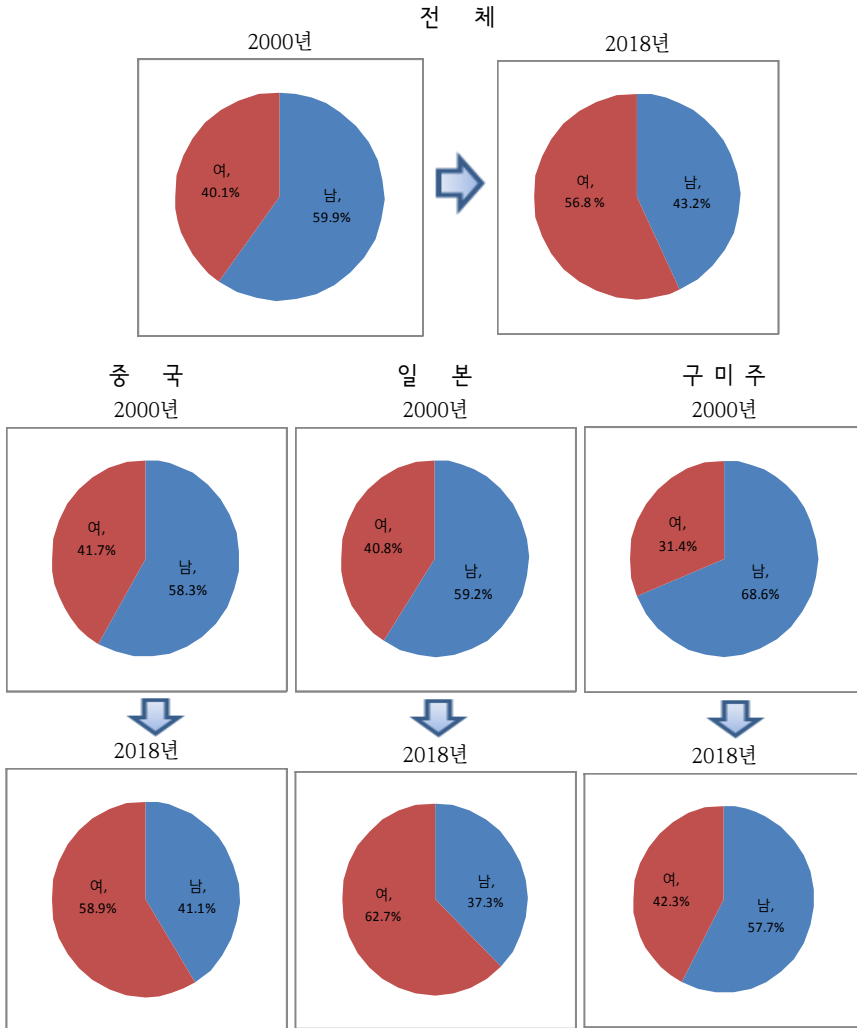 전 체
2000년
2018년
여,
40.1%
남,
59.9%
여,
56.8 %
남,
43.2%
중 국
일 본
구 미 주
2000년
2000년
2000년
여,
41.7%
남,
58.3%
여,
40.8%
남,
59.2%
여,
31.4%
남,
68.6%
2018년
2018년
2018년
여,
58.9%
남,
41.1%
여,
62.7%
남,
37.3%
여,
42.3%
남,
57.7%